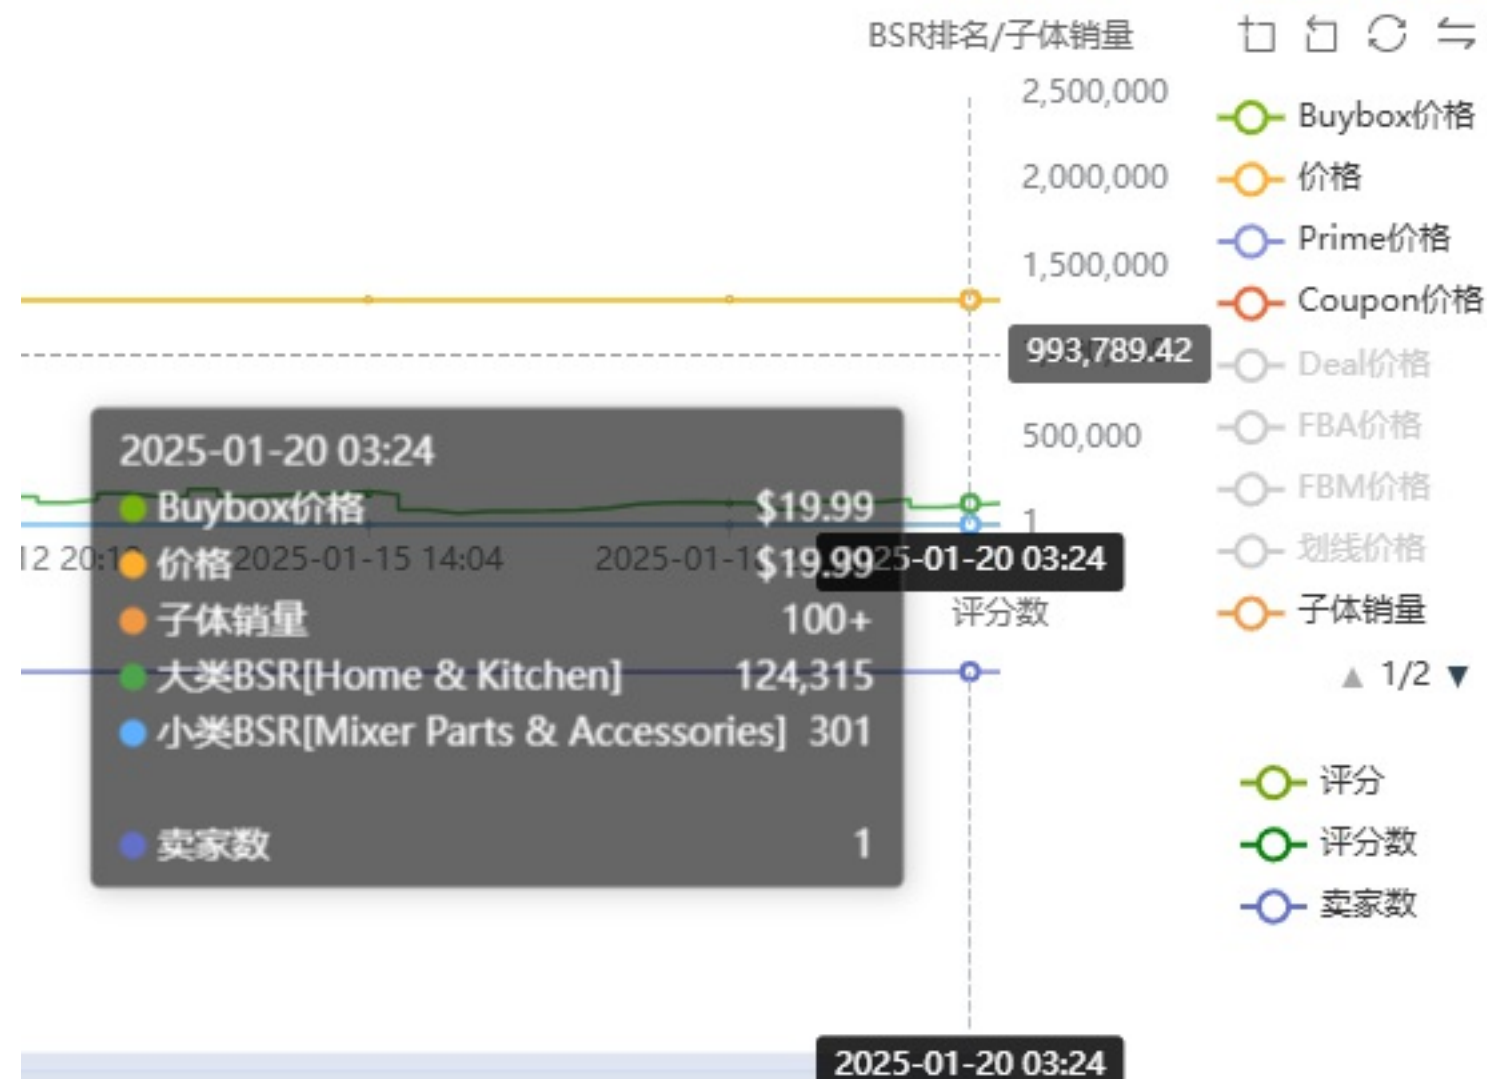 BSR排名/子体销量
2,500,000
2,000,000
1,500,000
993,789.42
500,000
1
Buybox价格
价格
Prime价格
Coupon价格
Deal价格
FBA价格
FBM价格
划线价格
子体销量
▲ 1/2 ▼
2025-01-20 03:24
Buybox价格 $19.99
价格 $19.99
子体销量 100+
大类BSR[Home & Kitchen] 124,315
小类BSR[Mixer Parts & Accessories] 301
卖家数 1
12 20:1
2025-01-15 14:04
2025-01-1
25-01-20 03:24
评分数
评分
评分数
卖家数
2025-01-20 03:24